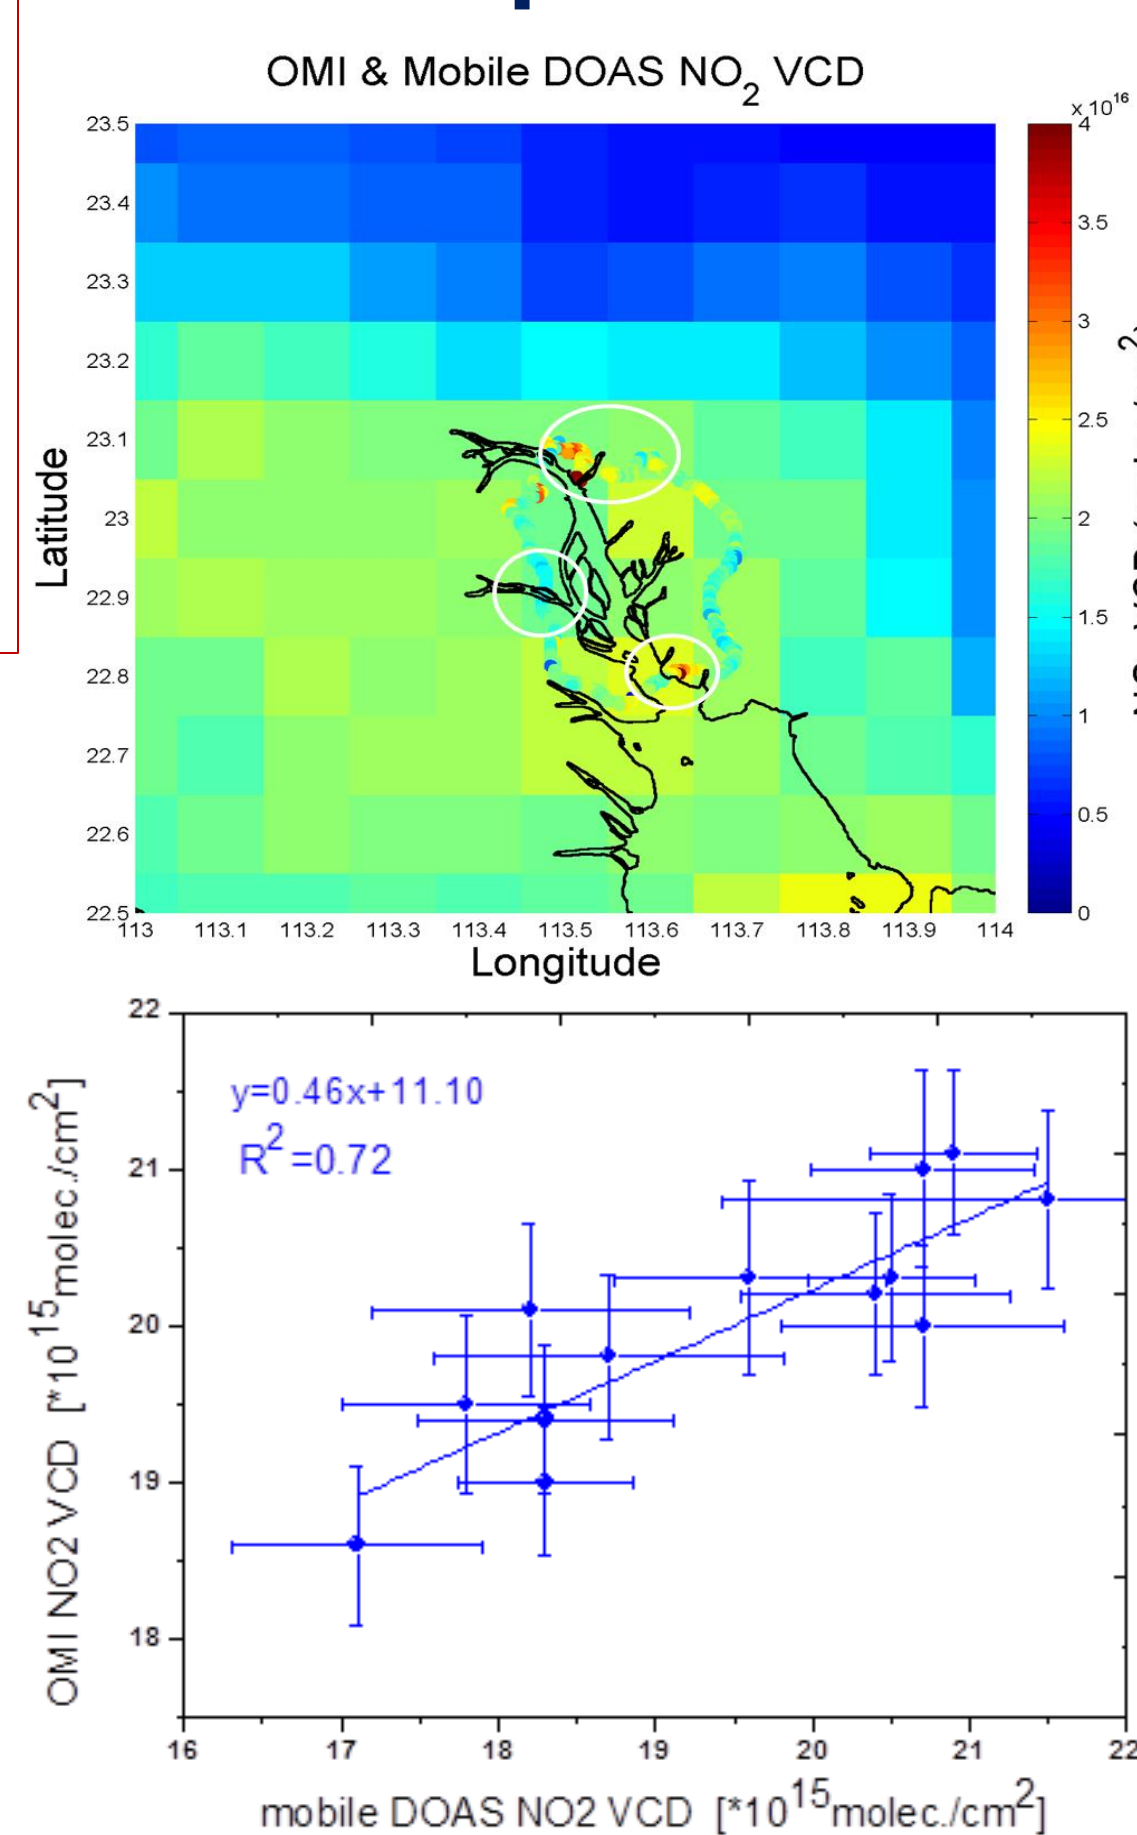 OMI & Mobile DOAS NO2 VCD
x 10^16
23.5
23.4
23.3
23.2
23.1
23
22.9
22.8
22.7
22.6
22.5
Latitude
113 113.1 113.2 113.3 113.4 113.5 113.6 113.7 113.8 113.9 114
Longitude
4
3.5
3
2.5
2
1.5
1
0.5
0
y=0.46x+11.10
R^2=0.72
22
21
20
19
18
OMI NO2 VCD [*10^15molec./cm^2]
16 17 18 19 20 21 22
mobile DOAS NO2 VCD [*10^15molec./cm^2]